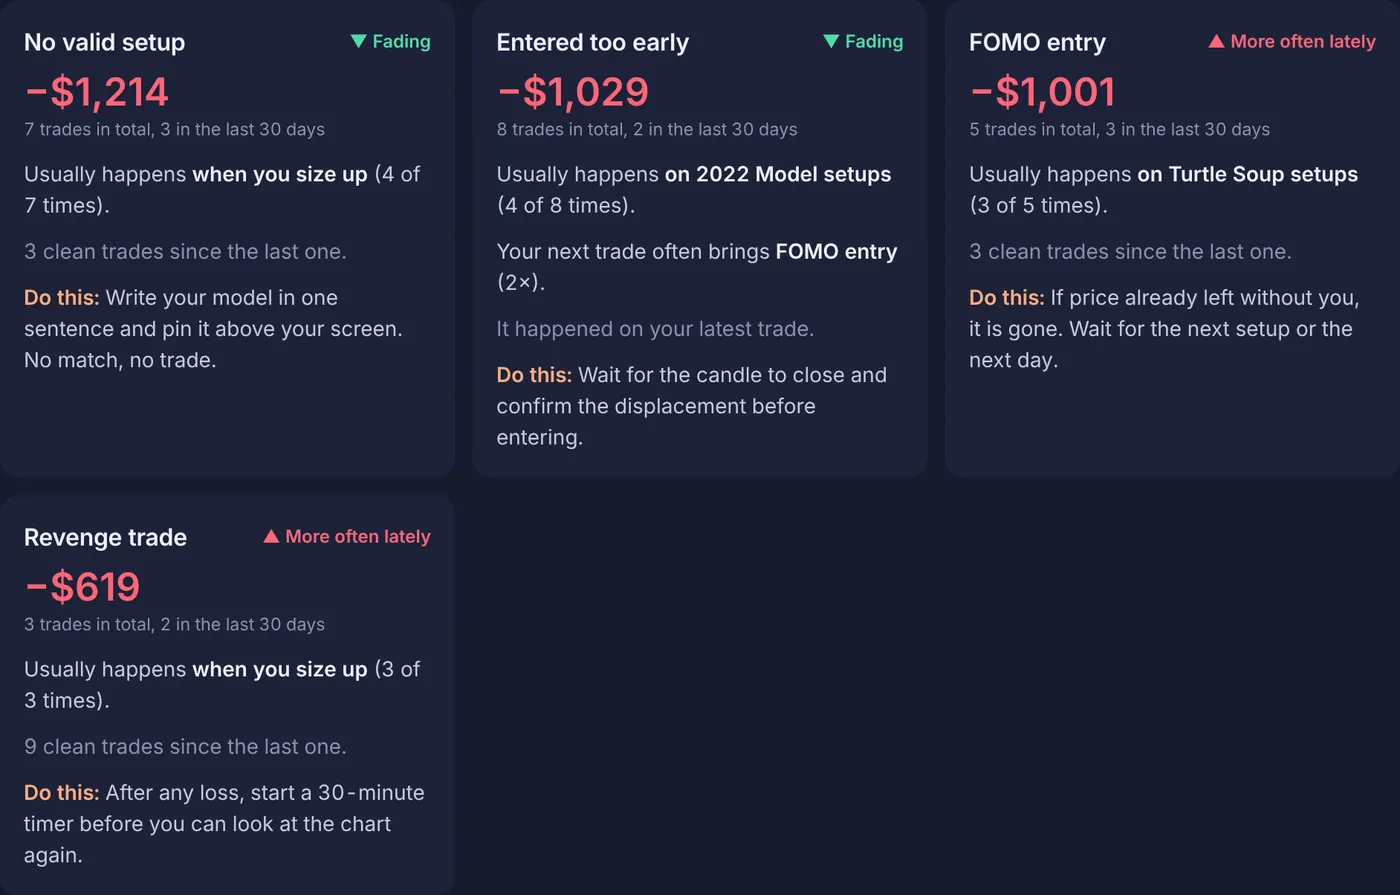 No valid setup
▼ Fading
−$1,214
7 trades in total, 3 in the last 30 days
Usually happens when you size up (4 of
7 times).
3 clean trades since the last one.
Do this: Write your model in one
sentence and pin it above your screen.
No match, no trade.
Entered too early
▼ Fading
−$1,029
8 trades in total, 2 in the last 30 days
Usually happens on 2022 Model setups
(4 of 8 times).
Your next trade often brings FOMO entry
(2×).
It happened on your latest trade.
Do this: Wait for the candle to close and
confirm the displacement before
entering.
FOMO entry
▲ More often lately
−$1,001
5 trades in total, 3 in the last 30 days
Usually happens on Turtle Soup setups
(3 of 5 times).
3 clean trades since the last one.
Do this: If price already left without you,
it is gone. Wait for the next setup or the
next day.
Revenge trade
▲ More often lately
−$619
3 trades in total, 2 in the last 30 days
Usually happens when you size up (3 of
3 times).
9 clean trades since the last one.
Do this: After any loss, start a 30-minute
timer before you can look at the chart
again.